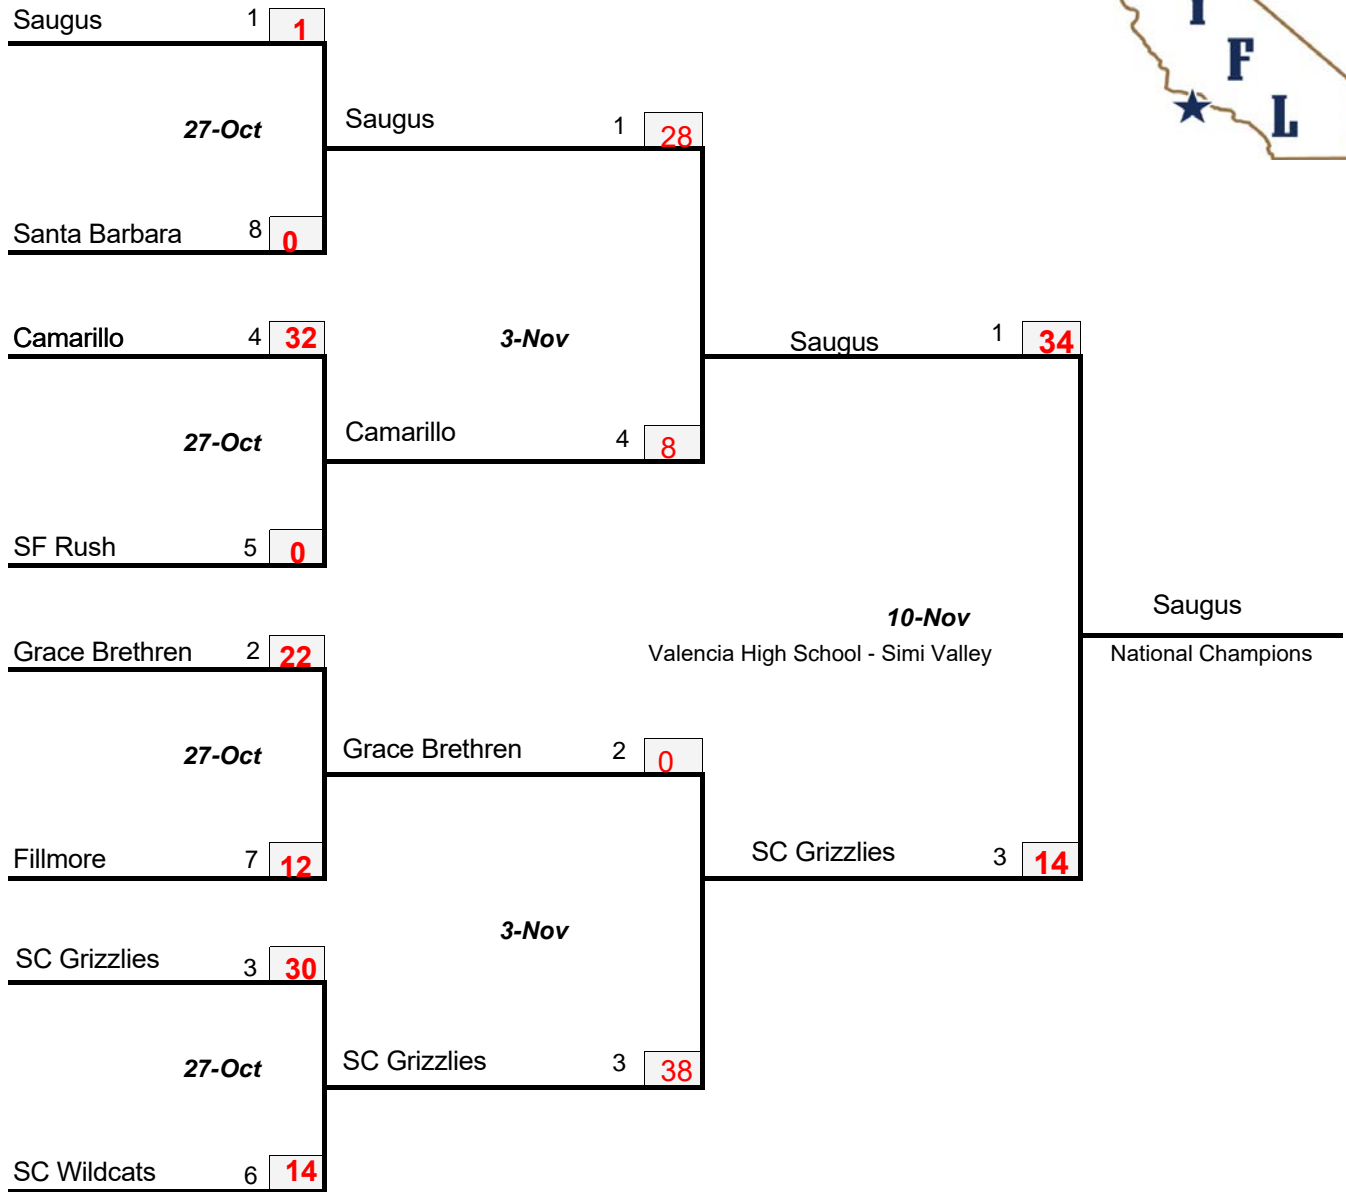 Saugus 1 1
27-Oct
Santa Barbara 8 0
Camarillo 4 32
27-Oct
SF Rush 5 0
Grace Brethren 2 22
27-Oct
Fillmore 7 12
SC Grizzlies 3 30
27-Oct
SC Wildcats 6 14
Saugus 1 28
3-Nov
Camarillo 4 8
Grace Brethren 2 0
3-Nov
SC Grizzlies 3 38
Saugus 1 34
10-Nov
Valencia High School - Simi Valley
SC Grizzlies 3 14
Saugus
National Champions
F
L